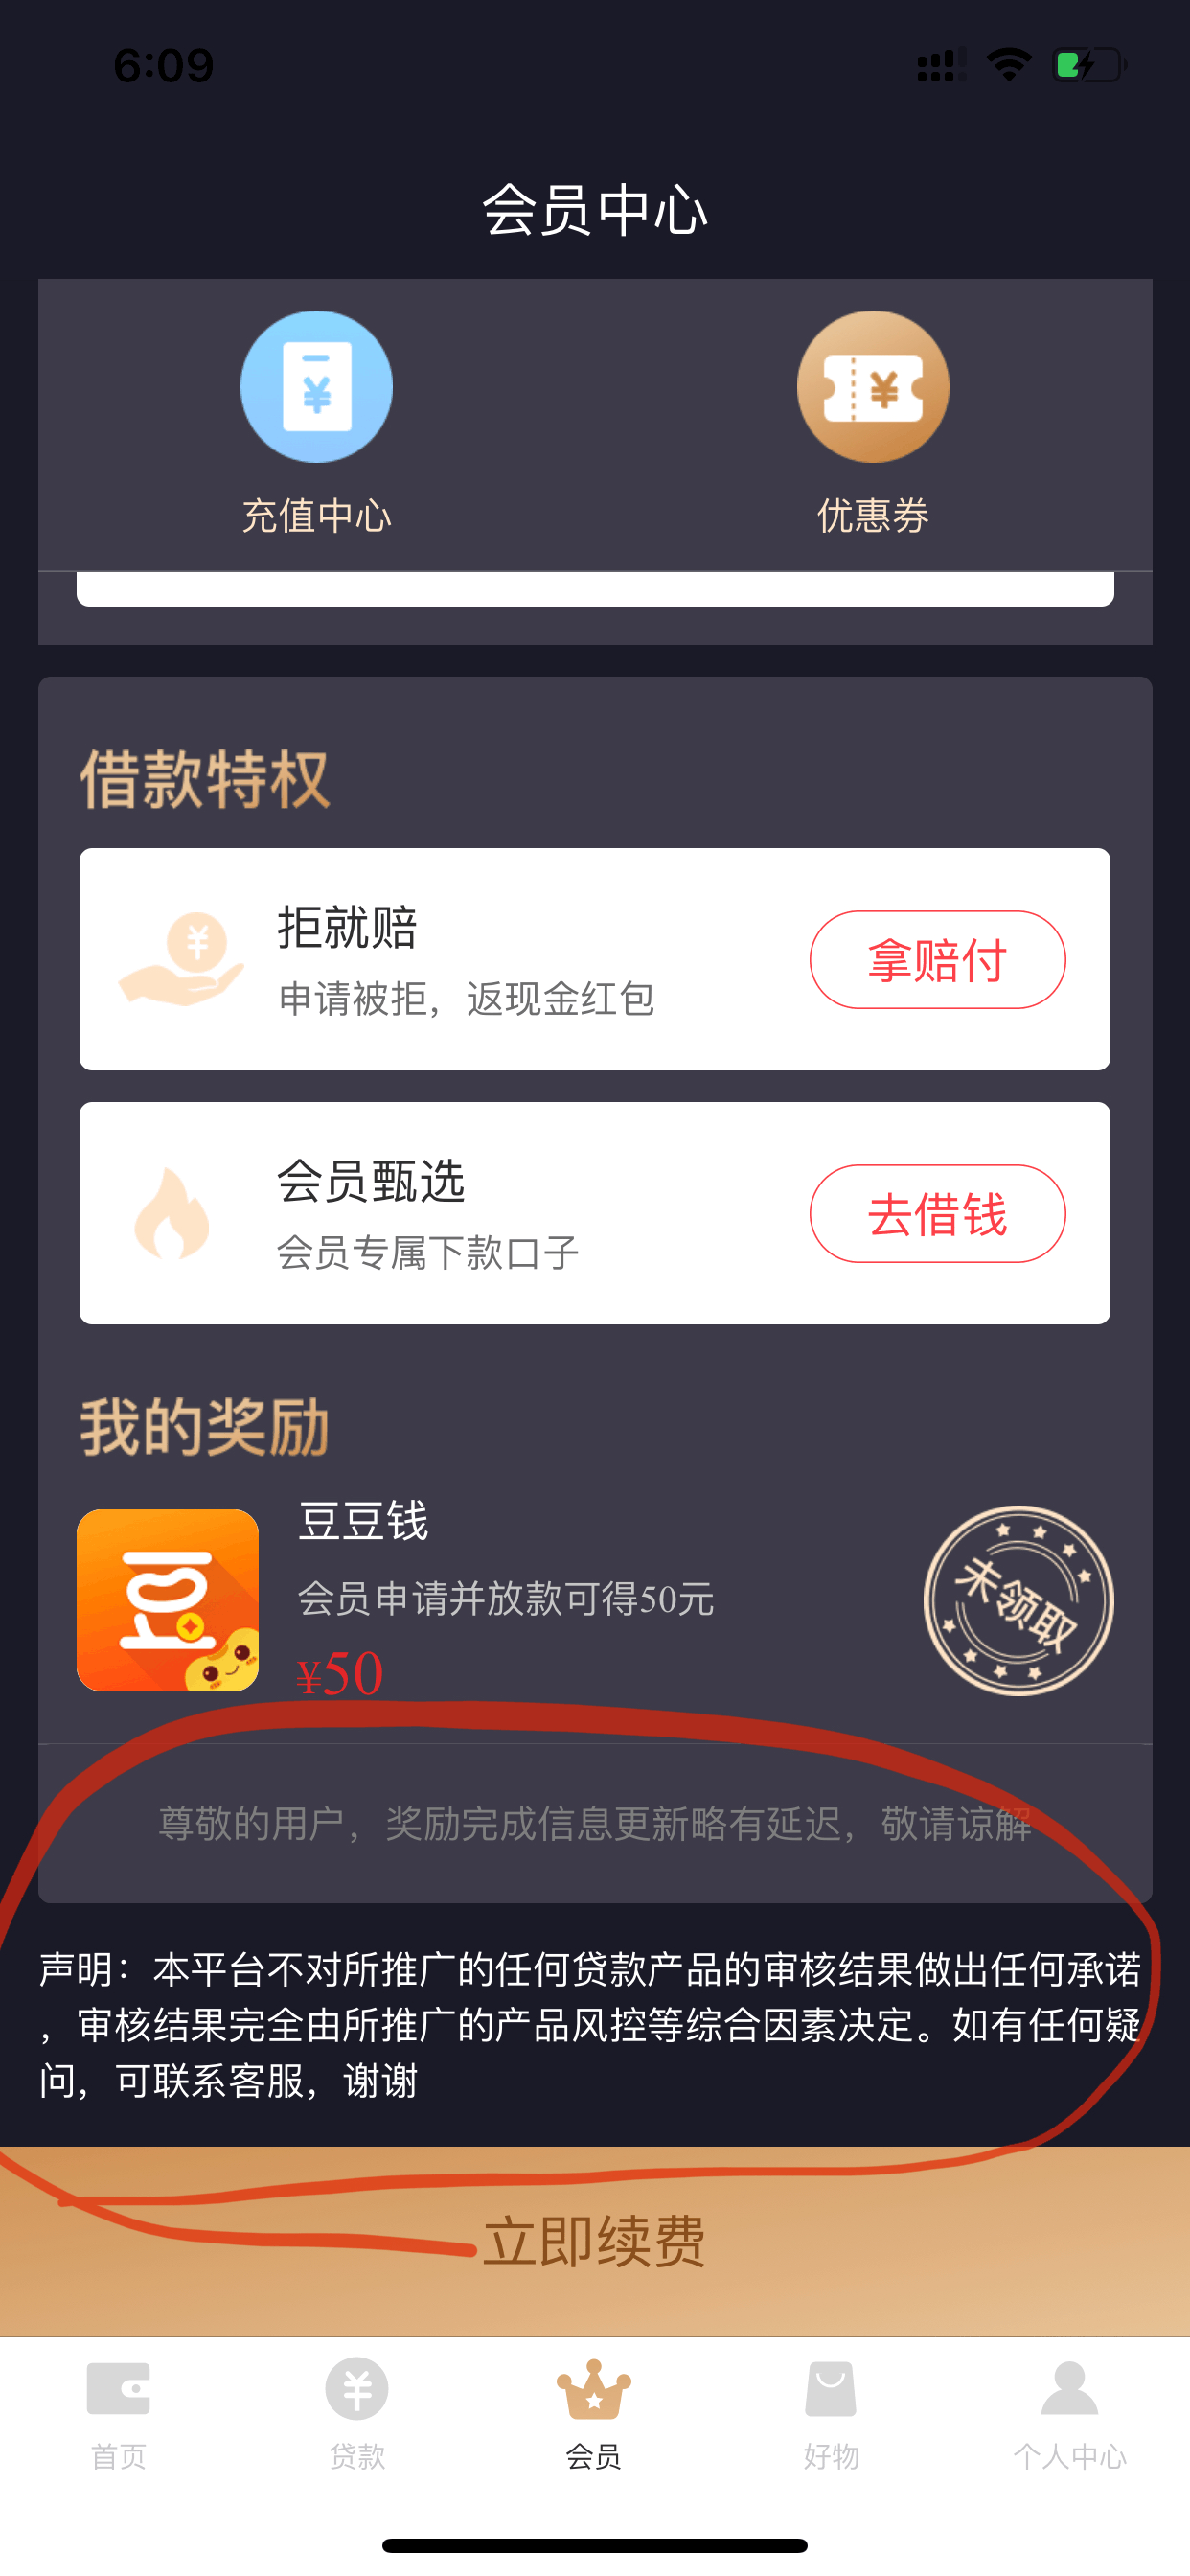 6:09
会员中心
¥
¥
充值中心
优惠券
借款特权
¥
拒就赔
申请被拒，返现金红包
拿赔付
会员甄选
会员专属下款口子
去借钱
我的奖励
豆
豆豆钱
会员申请并放款可得50元
¥50
未领取
尊敬的用户，奖励完成信息更新略有延迟，敬请谅解
声明：本平台不对所推广的任何贷款产品的审核结果做出任何承诺
，审核结果完全由所推广的产品风控等综合因素决定。如有任何疑
问，可联系客服，谢谢
立即续费
¥
首页
贷款
会员
好物
个人中心